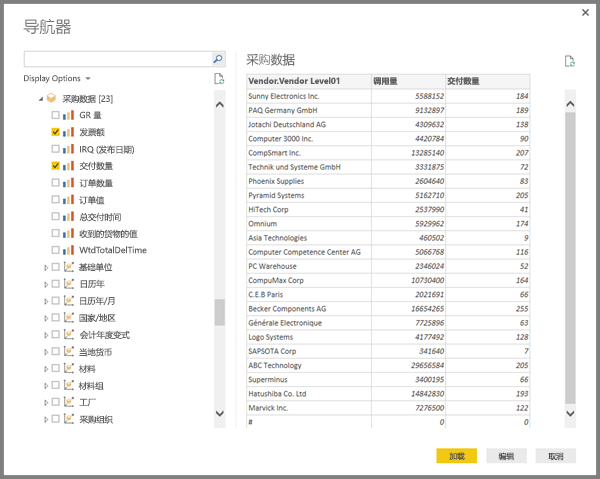 导航器
Display Options
采购数据 [23]
GR 量
发票额
IRQ (发布日期)
交付数量
订单数量
订单值
总交付时间
收到的货物的值
WtdTotalDelTime
基础单位
日历年
日历年/月
国家/地区
会计年度变式
当地货币
材料
材料组
工厂
采购组织
采购数据
Vendor.Vendor Level01 调用量 交付数量
Sunny Electronics Inc. 5588152 184
PAQ Germany GmbH 9132897 189
Jotachi Deutschland AG 4309632 138
Computer 3000 Inc. 4420784 90
CompSmart Inc. 13285140 207
Technik und Systeme GmbH 3331875 72
Phoenix Supplies 2604640 83
Pyramid Systems 5162710 205
HiTech Corp 2537990 41
Omnium 5929962 174
Asia Technologies 460502 9
Computer Competence Center AG 5066768 116
PC Warehouse 2346024 52
CompuMax Corp 10730400 164
C.E.B Paris 2021691 66
Becker Components AG 16654265 255
Générale Electronique 7725896 63
Logo Systems 4177492 128
SAPSOTA Corp 341640 7
ABC Technology 29656584 205
Superminus 3400195 66
Hatushiba Co. Ltd 14842830 193
Marvick Inc. 7276500 122
# 0 0
加载 编辑 取消